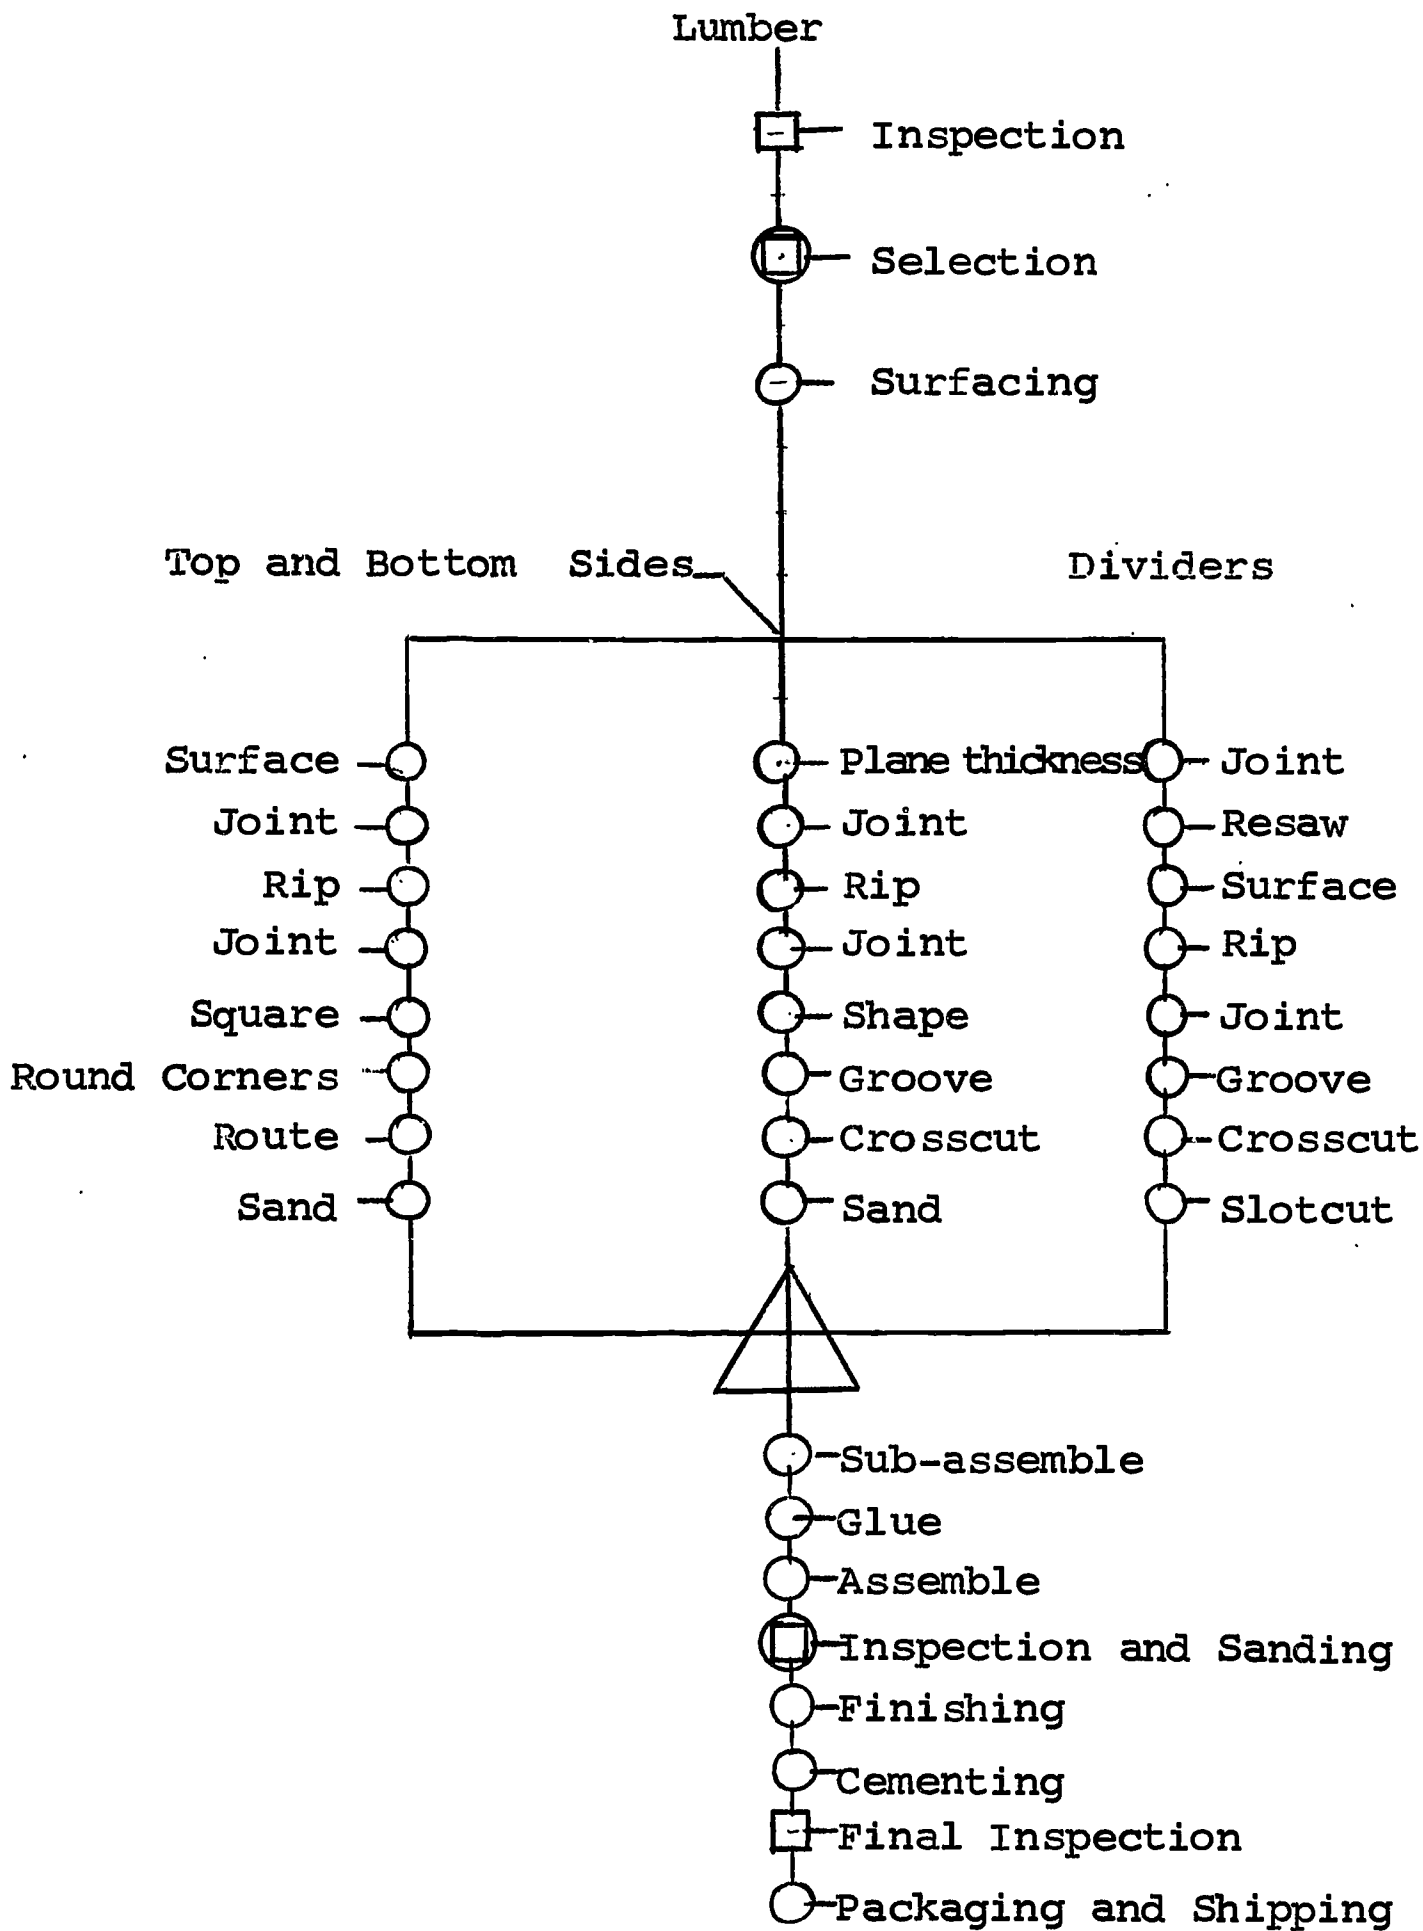 Lumber
Inspection
Selection
Surfacing
Top and Bottom Sides Dividers
Surface Plane thickness Joint
Joint Joint Resaw
Rip Rip Surface
Joint Joint Rip
Square Shape Joint
Round Corners Groove Groove
Route Crosscut Crosscut
Sand Sand Slotcut
Sub-assemble
Glue
Assemble
Inspection and Sanding
Finishing
Cementing
Final Inspection
Packaging and Shipping